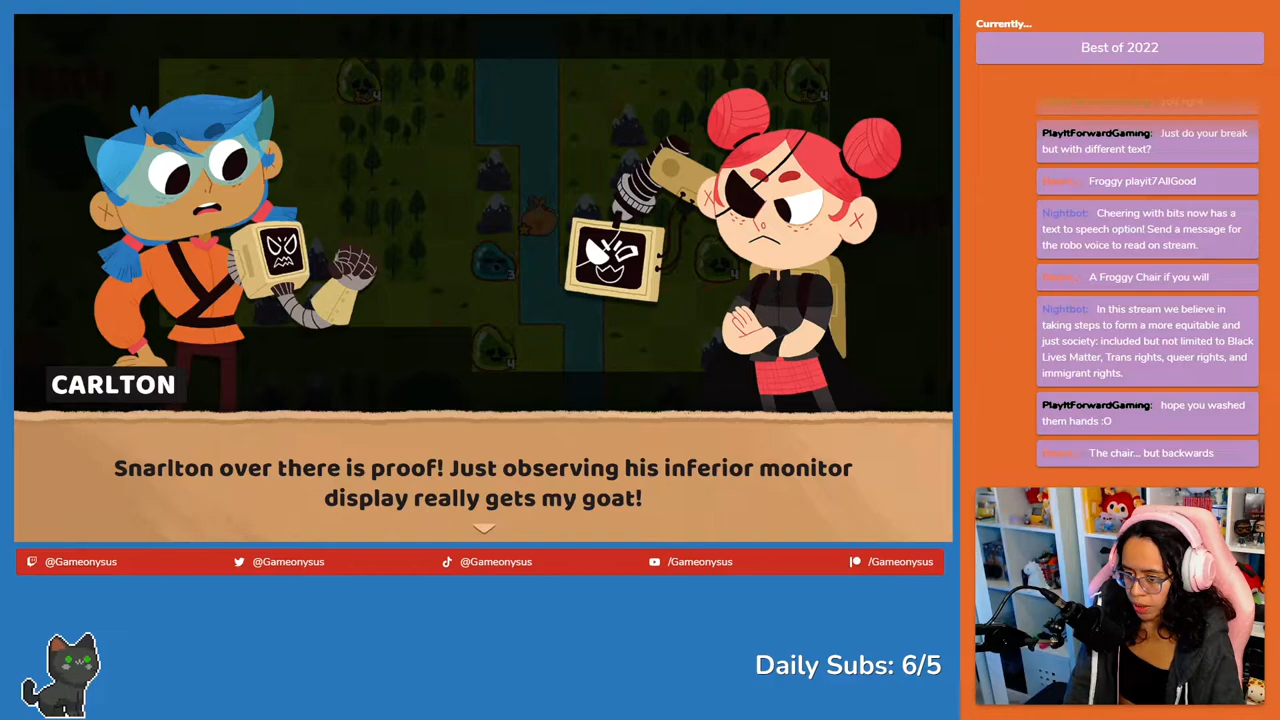 Currently...
Best of 2022
PlayItForwardGaming: Just do your break
but with different text?
Froggy playit7AllGood
Nightbot: Cheering with bits now has a
text to speech option! Send a message for
the robo voice to read on stream.
A Froggy Chair if you will
Nightbot: In this stream we believe in
taking steps to form a more equitable and
just society: included but not limited to Black
Lives Matter, Trans rights, queer rights, and
immigrant rights.
PlayItForwardGaming: hope you washed
them hands :O
The chair... but backwards
4
4
3
4
4
CARLTON
Snarlton over there is proof! Just observing his inferior monitor
display really gets my goat!
@Gameonysus @Gameonysus @Gameonysus /Gameonysus /Gameonysus
Daily Subs: 6/5